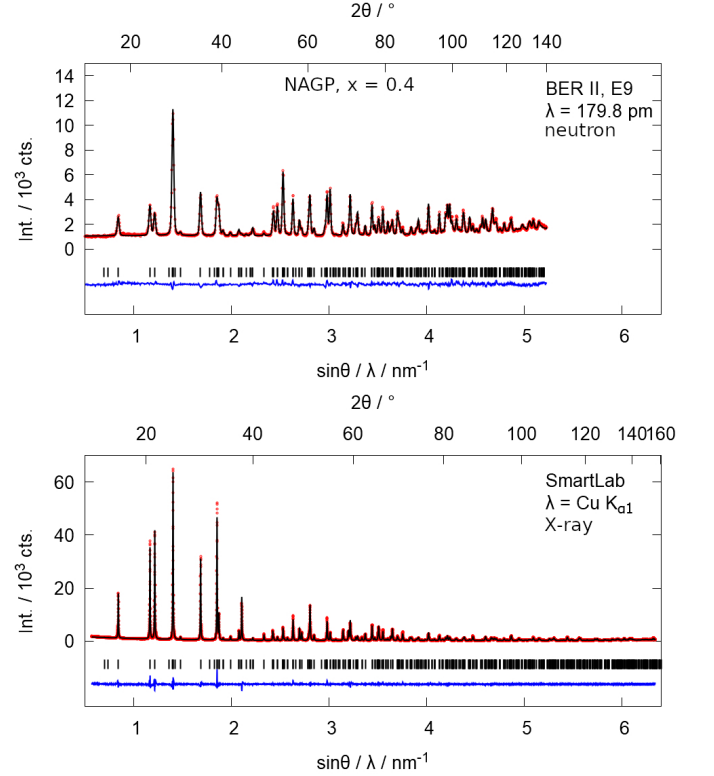 2θ / °
20 40 60 80 100 120 140
14
12
10
8
6
4
2
0
Int. / 10³ cts.
NAGP, x = 0.4
BER II, E9
λ = 179.8 pm
neutron
1 2 3 4 5 6
sinθ / λ / nm⁻¹
2θ / °
20 40 60 80 100 120 140160
60
40
20
0
Int. / 10³ cts.
SmartLab
λ = Cu Kα1
X-ray
1 2 3 4 5 6
sinθ / λ / nm⁻¹